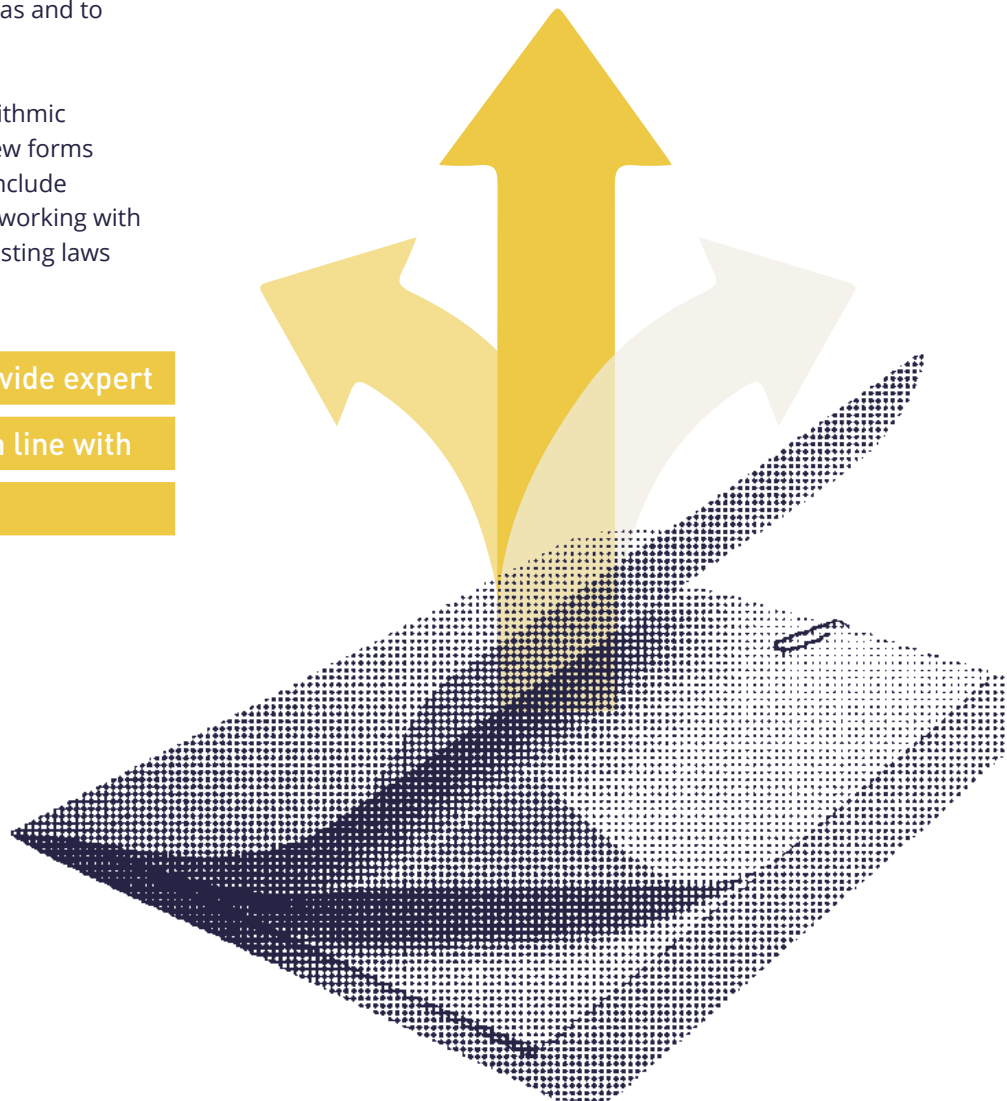 as and to
ithmic
ew forms
nclude
working with
sting laws
vide expert
line with